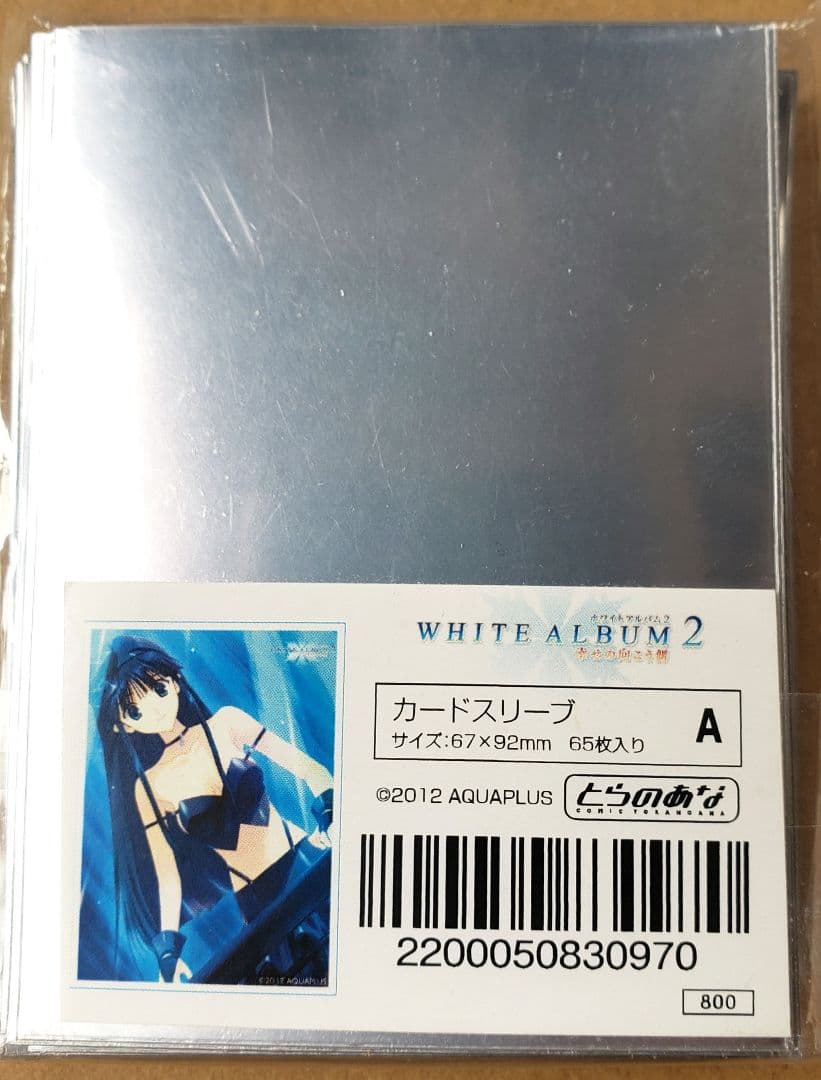 ホワイトアルバム2
WHITE ALBUM 2
幸せの向こう側
カードスリーブ
サイズ:67×92mm 65枚入り
A
©2012 AQUAPLUS
とらのあな
COMIC TORANOANA
2200050830970
800
©2012 AQUAPLUS